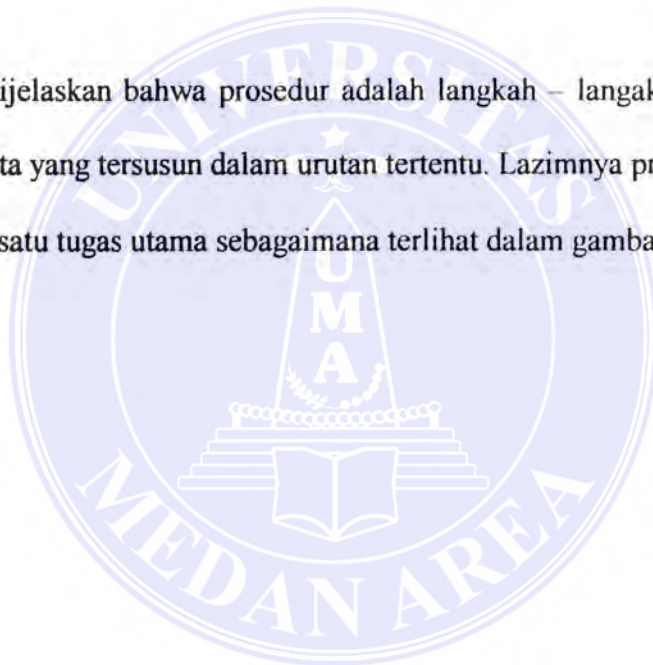 ijelaskan bahwa prosedur adalah langkah – langak
ta yang tersusun dalam urutan tertentu. Lazimnya pr
satu tugas utama sebagaimana terlihat dalam gamba
UNIVERSITAS
UMA
MEDAN AREA